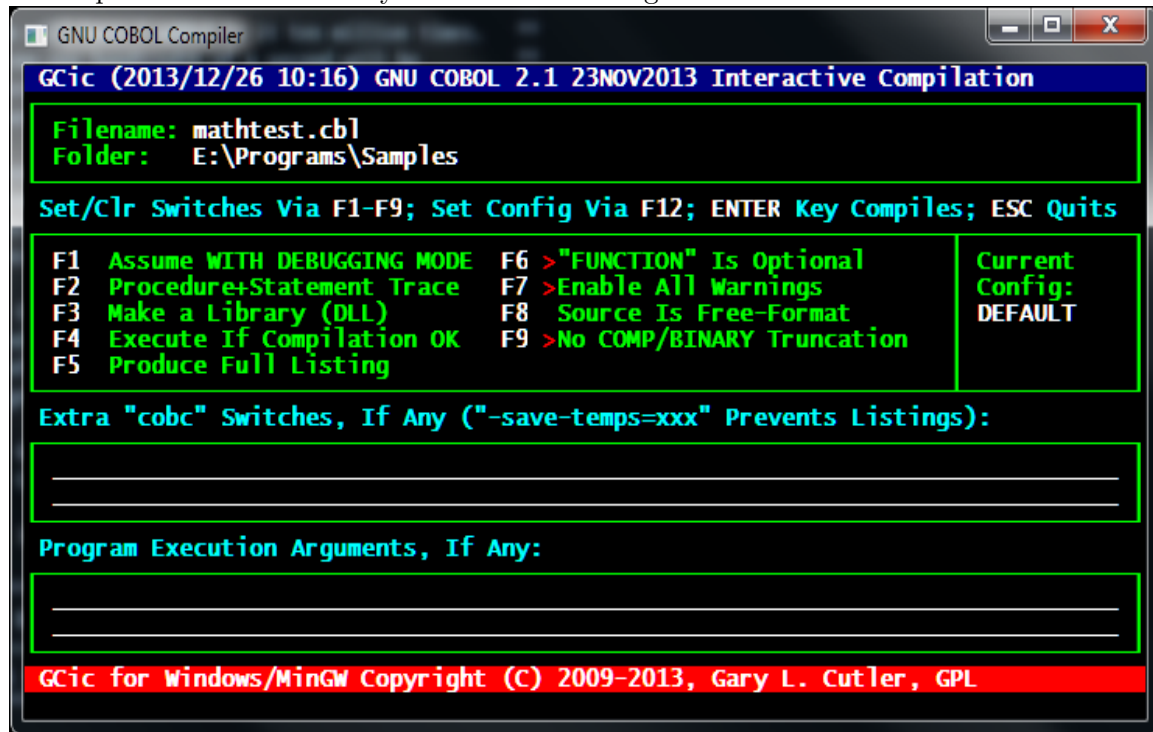 GNU COBOL Compiler
GCic (2013/12/26 10:16) GNU COBOL 2.1 23NOV2013 Interactive Compilation
Filename: mathtest.cbl
Folder: E:\Programs\Samples
Set/Clr Switches Via F1-F9; Set Config Via F12; ENTER Key Compiles; ESC Quits
F1 Assume WITH DEBUGGING MODE F6 >"FUNCTION" Is Optional Current
F2 Procedure+Statement Trace F7 >Enable All Warnings Config:
F3 Make a Library (DLL) F8 Source Is Free-Format DEFAULT
F4 Execute If Compilation OK F9 >No COMP/BINARY Truncation
F5 Produce Full Listing
Extra "cobc" Switches, If Any ("-save-temps=xxx" Prevents Listings):
Program Execution Arguments, If Any:
GCic for Windows/MinGW Copyright (C) 2009-2013, Gary L. Cutler, GPL